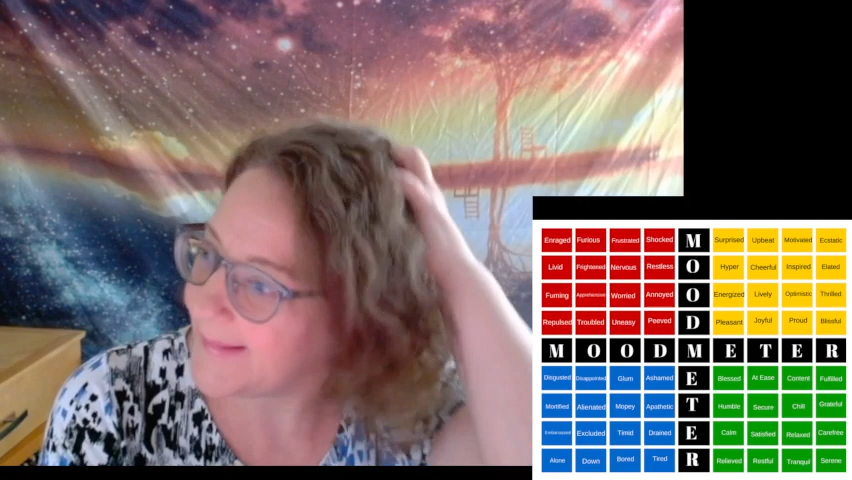 Enraged Furious Frustrated Shocked M Surprised Upbeat Motivated Ecstatic
Livid Frightened Nervous Restless O Hyper Cheerful Inspired Elated
Fuming Apprehensive Worried Annoyed O Energized Lively Optimistic Thrilled
Repulsed Troubled Uneasy Peeved D Pleasant Joyful Proud Blissful
M O O D M E T E R
Disgusted Disappointed Glum Ashamed E Blessed At Ease Content Fulfilled
Mortified Alienated Mopey Apathetic T Humble Secure Chill Grateful
Embarrassed Excluded Timid Drained E Calm Satisfied Relaxed Carefree
Alone Down Bored Tired R Relieved Restful Tranquil Serene